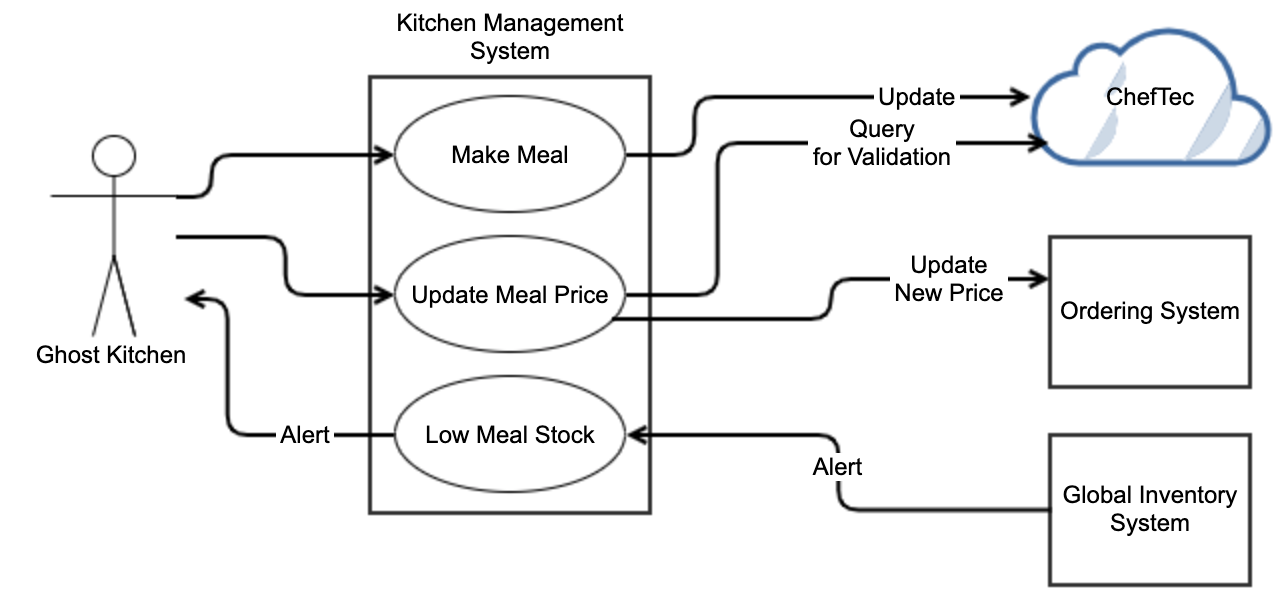 Kitchen Management
System
Make Meal
Update
ChefTec
Query
for Validation
Update Meal Price
Update
New Price
Ordering System
Ghost Kitchen
Alert
Low Meal Stock
Alert
Global Inventory
System